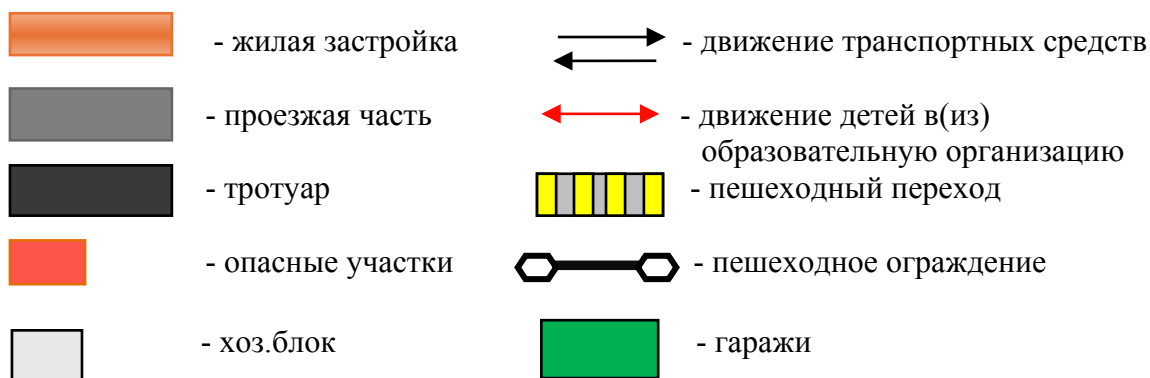 - жилая застройка
- движение транспортных средств
- проезжая часть
- движение детей в(из)
образовательную организацию
- тротуар
- пешеходный переход
- опасные участки
- пешеходное ограждение
- хоз.блок
- гаражи